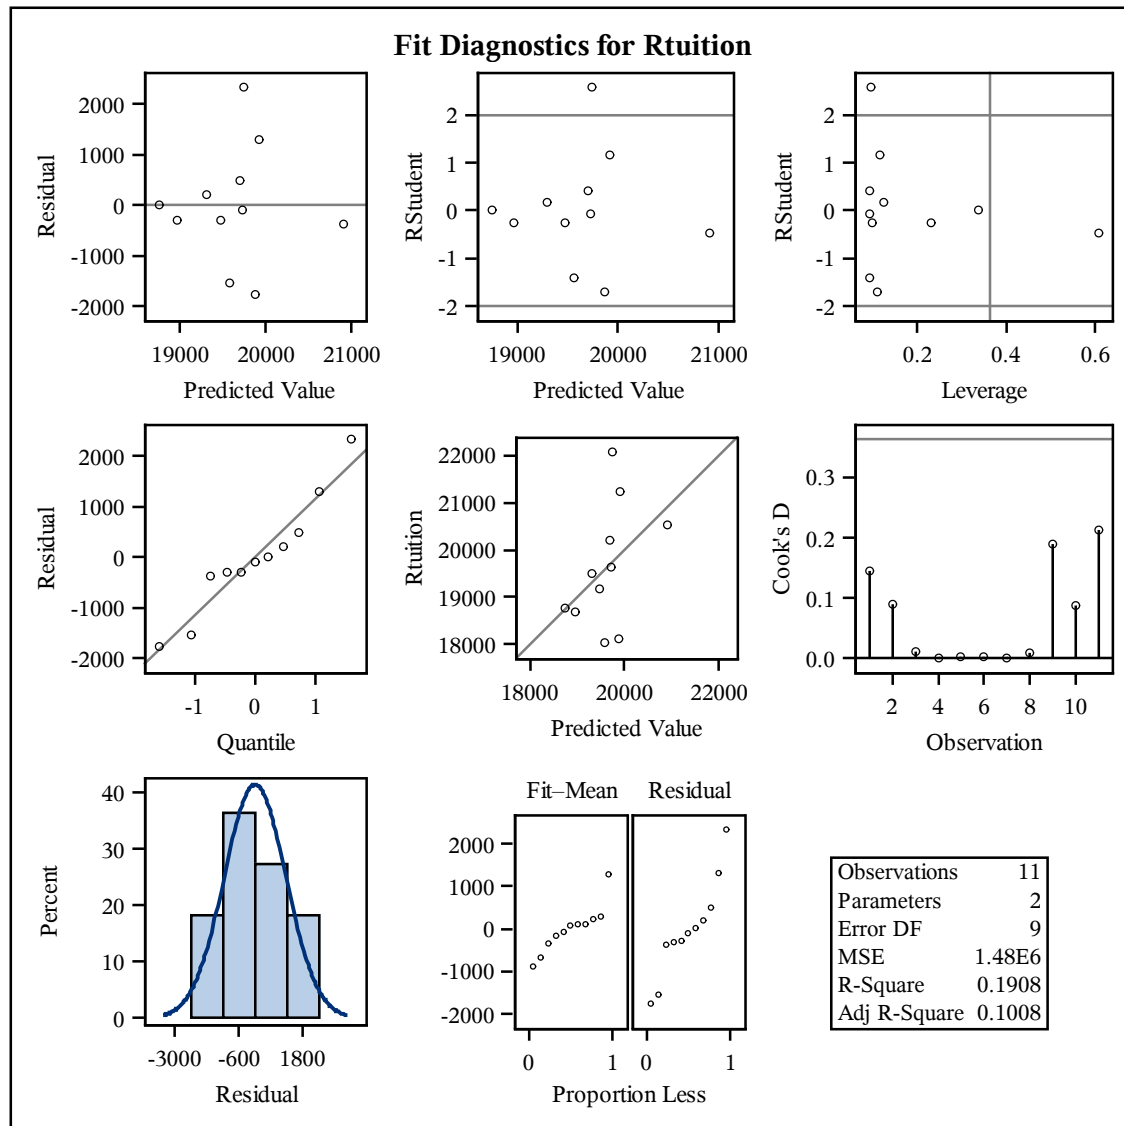 Fit Diagnostics for Rtuition
2000
1000
0
-1000
-2000
Residual
19000 20000 21000
Predicted Value
2
1
0
-1
-2
RStudent
19000 20000 21000
Predicted Value
2
1
0
-1
-2
RStudent
0.2 0.4 0.6
Leverage
2000
1000
0
-1000
-2000
Residual
-1 0 1
Quantile
22000
21000
20000
19000
18000
Rtuition
18000 20000 22000
Predicted Value
0.3
0.2
0.1
0.0
Cook's D
2 4 6 8 10
Observation
40
30
20
10
0
Percent
-3000 -600 1800
Residual
Fit–Mean Residual
2000
1000
0
-1000
-2000
0 1 0 1
Proportion Less
Observations 11
Parameters 2
Error DF 9
MSE 1.48E6
R-Square 0.1908
Adj R-Square 0.1008